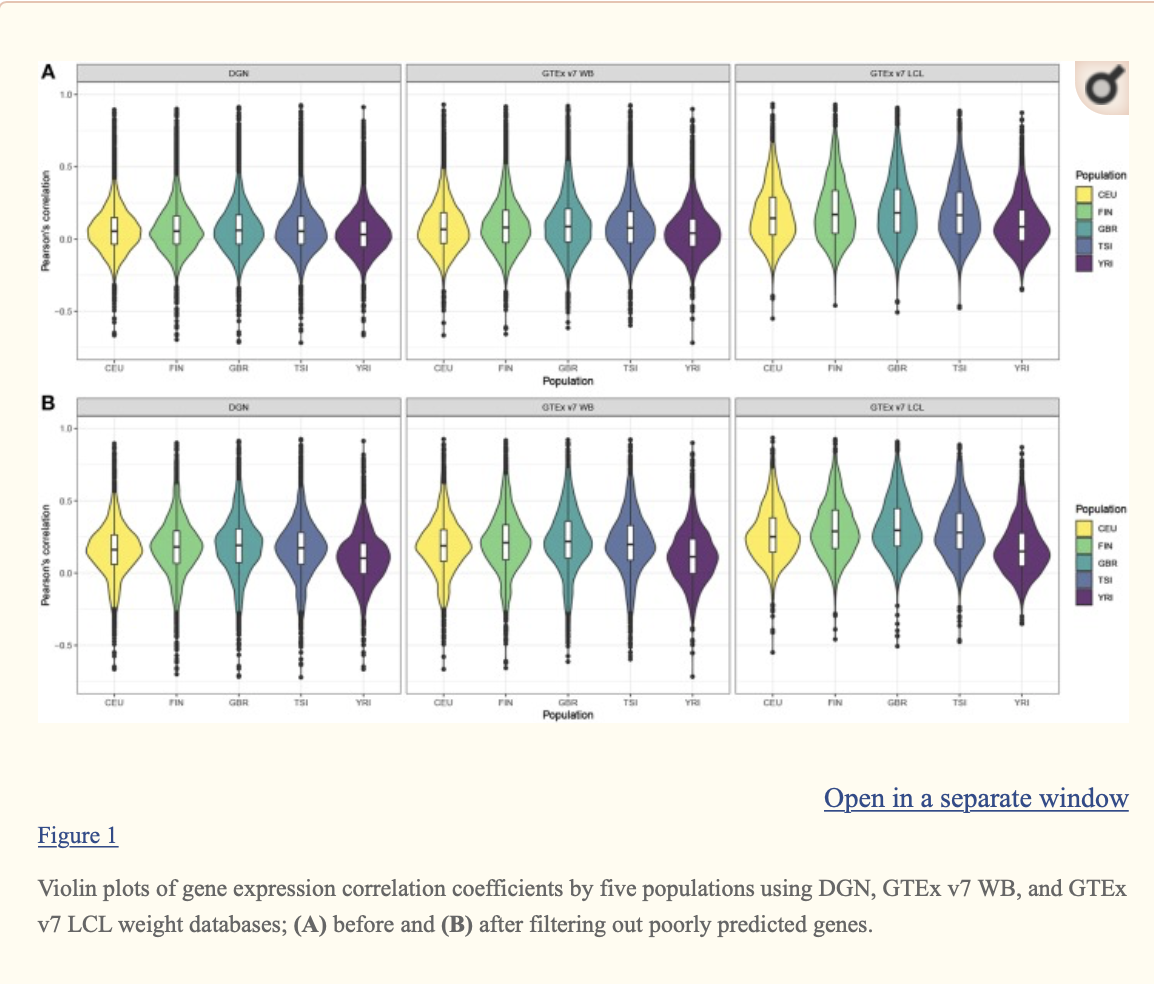 A
DGN
GTEx v7 WB
GTEx v7 LCL
Pearson's correlation
1.0
0.5
0.0
−0.5
Population
CEU
FIN
GBR
TSI
YRI
CEU FIN GBR TSI YRI
CEU FIN GBR TSI YRI
CEU FIN GBR TSI YRI
Population
B
DGN
GTEx v7 WB
GTEx v7 LCL
Pearson's correlation
1.0
0.5
0.0
−0.5
Population
CEU
FIN
GBR
TSI
YRI
CEU FIN GBR TSI YRI
CEU FIN GBR TSI YRI
CEU FIN GBR TSI YRI
Population
Open in a separate window
Figure 1
Violin plots of gene expression correlation coefficients by five populations using DGN, GTEx v7 WB, and GTEx
v7 LCL weight databases; (A) before and (B) after filtering out poorly predicted genes.